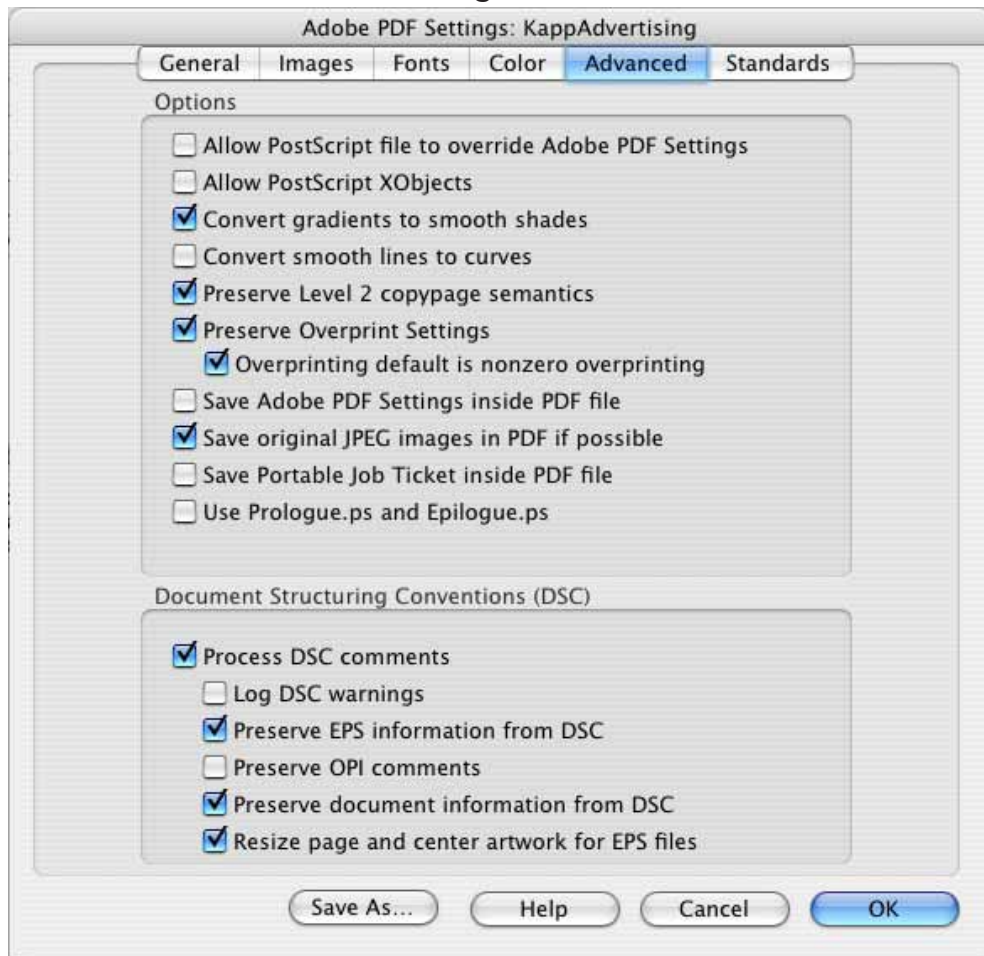 Adobe PDF Settings: KappAdvertising
General Images Fonts Color Advanced Standards
Options
Allow PostScript file to override Adobe PDF Settings
Allow PostScript XObjects
Convert gradients to smooth shades
Convert smooth lines to curves
Preserve Level 2 copypage semantics
Preserve Overprint Settings
Overprinting default is nonzero overprinting
Save Adobe PDF Settings inside PDF file
Save original JPEG images in PDF if possible
Save Portable Job Ticket inside PDF file
Use Prologue.ps and Epilogue.ps
Document Structuring Conventions (DSC)
Process DSC comments
Log DSC warnings
Preserve EPS information from DSC
Preserve OPI comments
Preserve document information from DSC
Resize page and center artwork for EPS files
Save As... Help Cancel OK